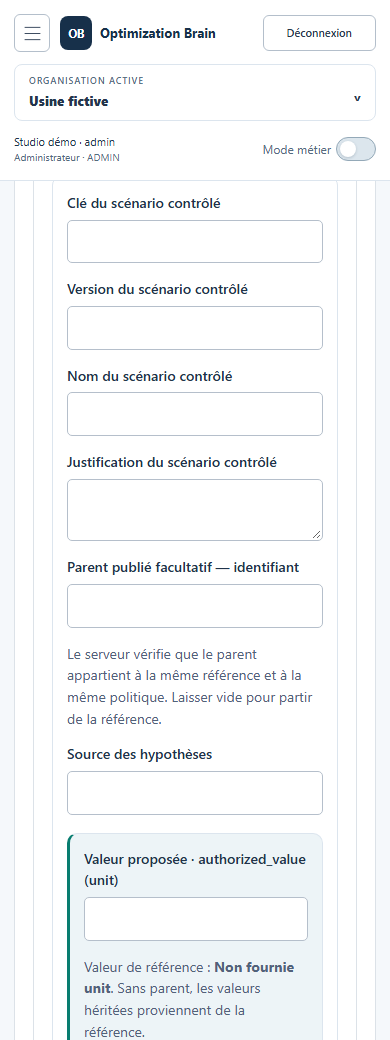 OB Optimization Brain Déconnexion
ORGANISATION ACTIVE
Usine fictive
v
Studio démo · admin
Administrateur · ADMIN
Mode métier
Clé du scénario contrôlé
Version du scénario contrôlé
Nom du scénario contrôlé
Justification du scénario contrôlé
Parent publié facultatif — identifiant
Le serveur vérifie que le parent
appartient à la même référence et à la
même politique. Laisser vide pour partir
de la référence.
Source des hypothèses
Valeur proposée · authorized_value
(unit)
Valeur de référence : Non fournie
unit. Sans parent, les valeurs
héritées proviennent de la
référence.